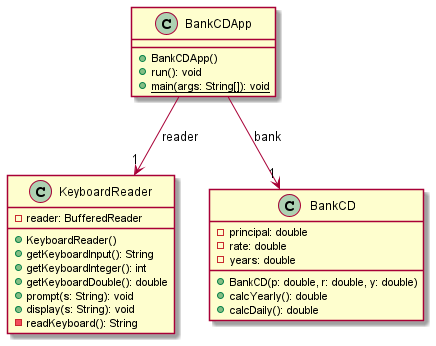 C BankCDApp
BankCDApp()
run(): void
main(args: String[]): void
reader
bank
1
1
C KeyboardReader
reader: BufferedReader
KeyboardReader()
getKeyboardInput(): String
getKeyboardInteger(): int
getKeyboardDouble(): double
prompt(s: String): void
display(s: String): void
readKeyboard(): String
C BankCD
principal: double
rate: double
years: double
BankCD(p: double, r: double, y: double)
calcYearly(): double
calcDaily(): double